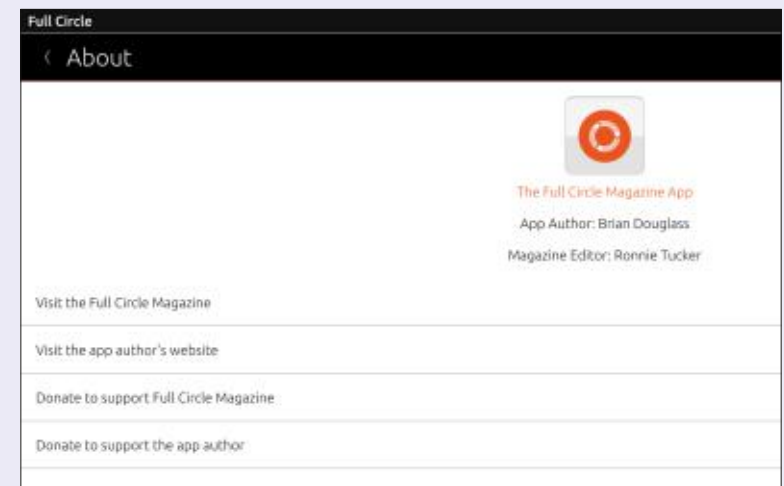 Full Circle
About
The Full Circle Magazine App
App Author: Brian Douglass
Magazine Editor: Ronnie Tucker
Visit the Full Circle Magazine
Visit the app author's website
Donate to support Full Circle Magazine
Donate to support the app author